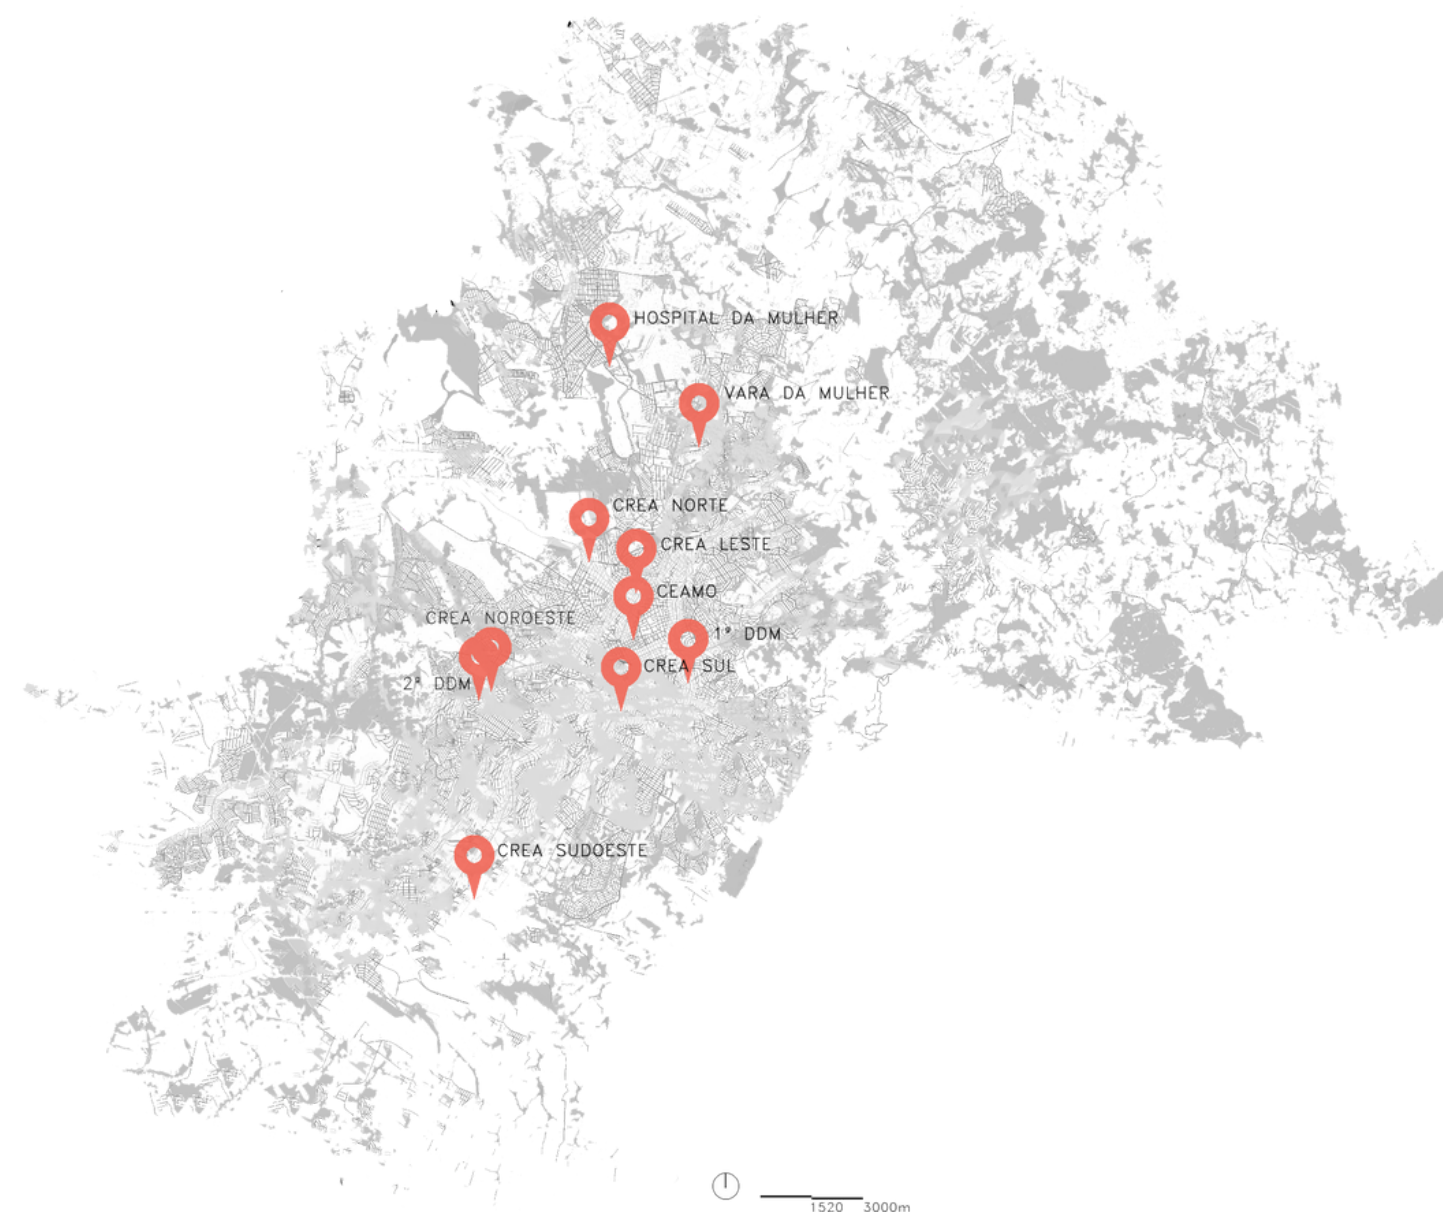 HOSPITAL DA MULHER
VARA DA MULHER
CREA NORTE
CREA LESTE
CEAMO
CREA NOROESTE
1ª DDM
CREA SUL
2ª DDM
CREA SUDOESTE
1520 3000m